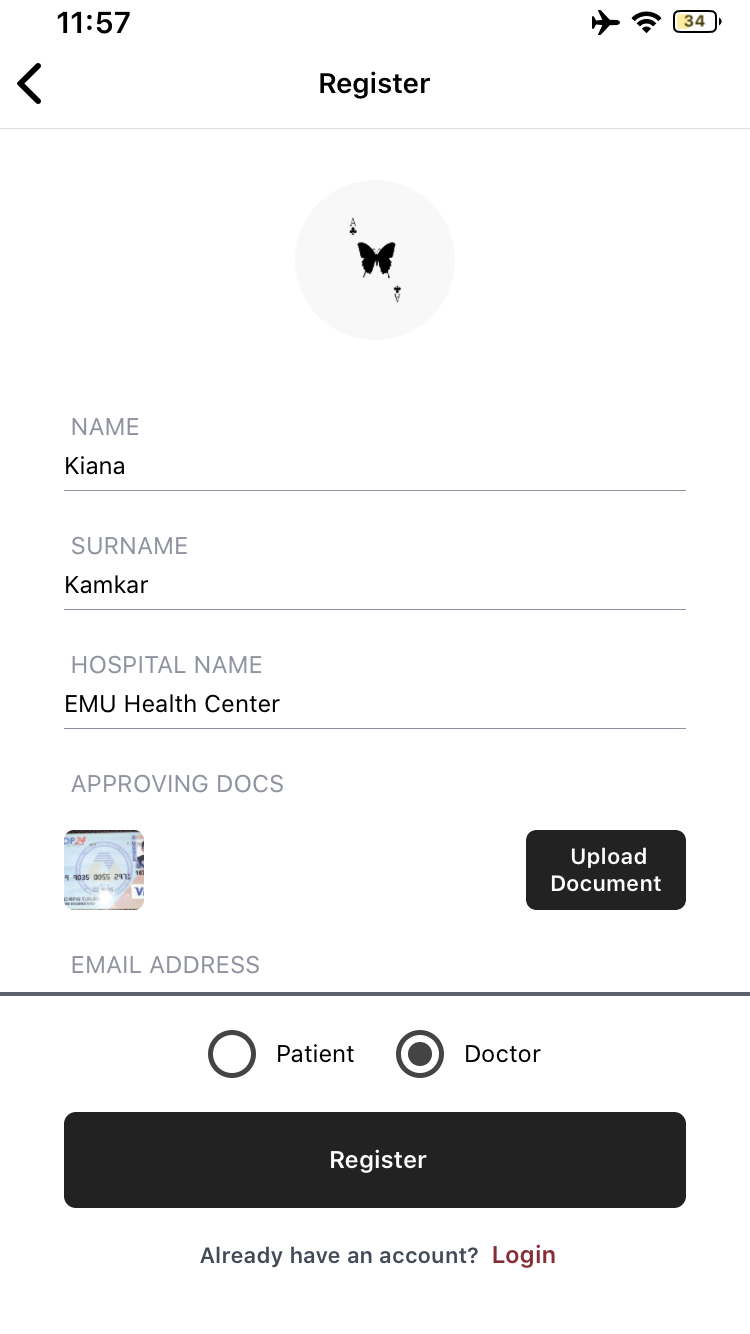 11:57
34
Register
A
A
NAME
Kiana
SURNAME
Kamkar
HOSPITAL NAME
EMU Health Center
APPROVING DOCS
Upload
Document
EMAIL ADDRESS
Patient
Doctor
Register
Already have an account? Login